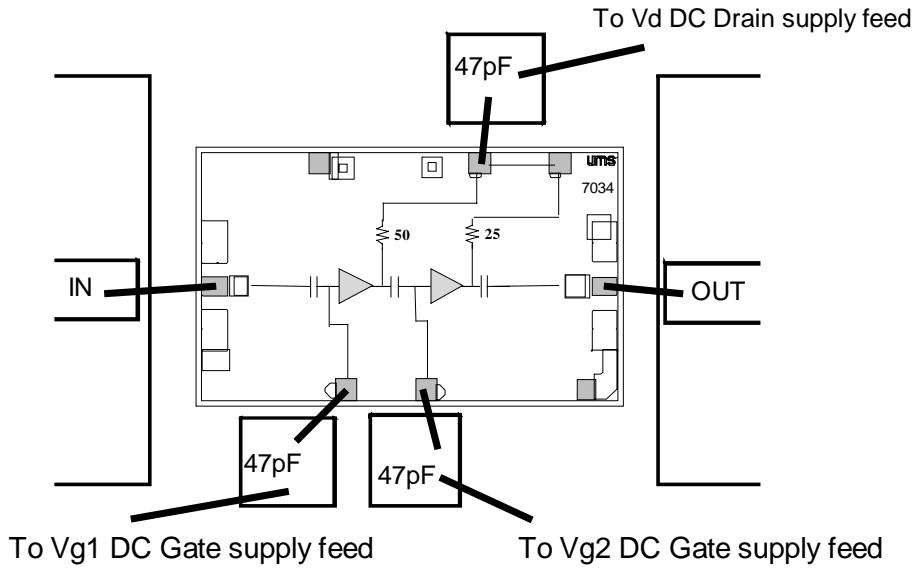 To Vd DC Drain supply feed
47pF
ums
7034
50
25
IN
OUT
47pF
47pF
To Vg1 DC Gate supply feed
To Vg2 DC Gate supply feed